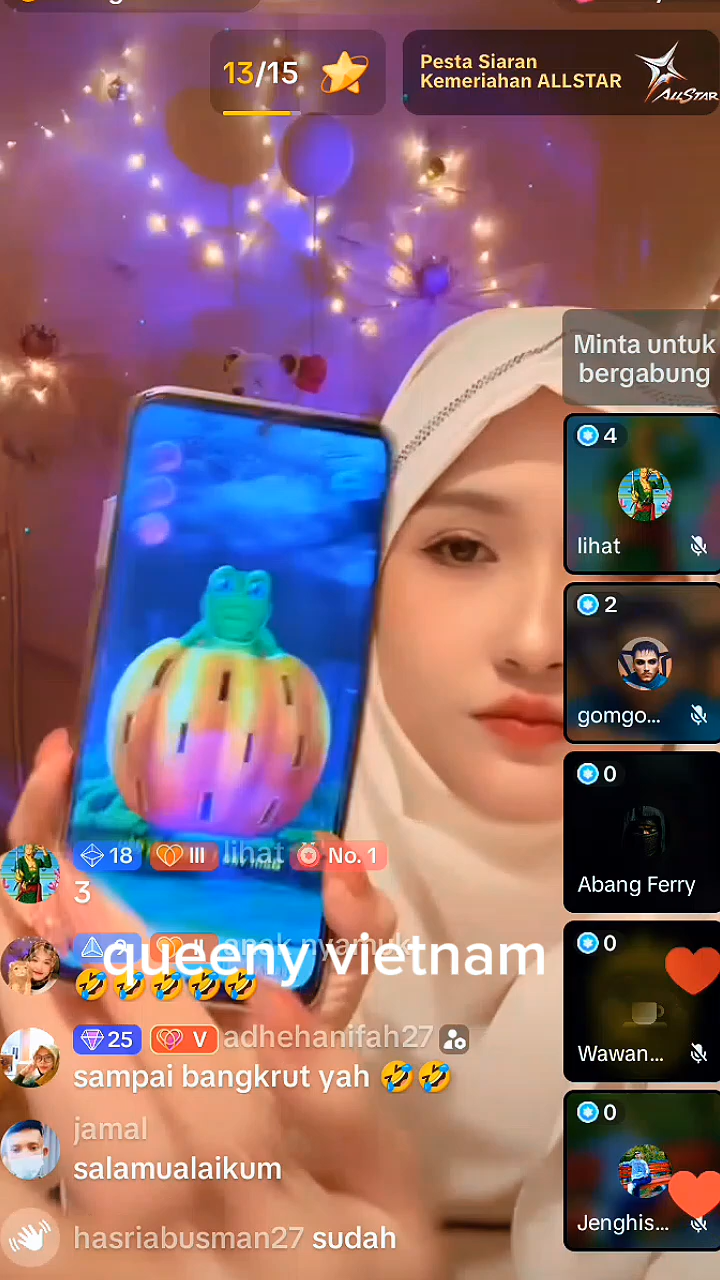 13/15
Pesta Siaran
Kemeriahan ALLSTAR
ALLSTAR
Minta untuk
bergabung
4
lihat
2
gomgo...
0
Abang Ferry
0
Wawan...
0
Jenghis...
18 III lihat No. 1
3
queeny vietnam
25 V adhehanifah27
sampai bangkrut yah 🤣🤣
jamal
salamualaikum
hasriabusman27 sudah